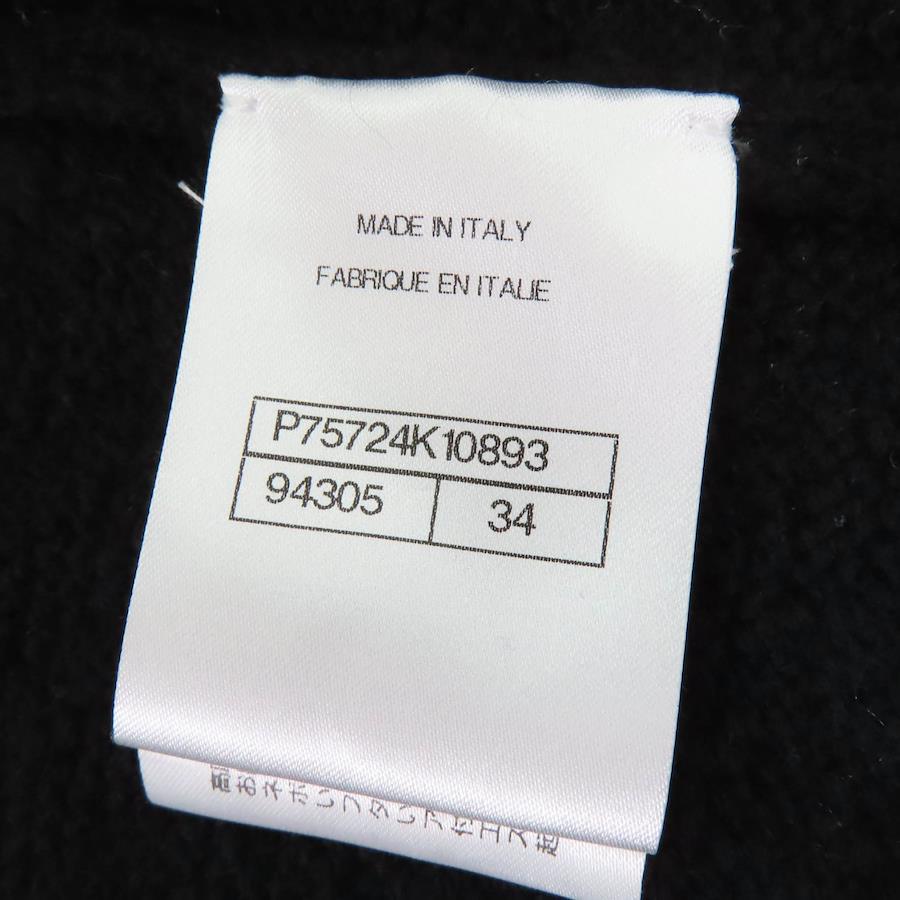 MADE IN ITALY
FABRIQUE EN ITALIE
P75724K10893
94305 34